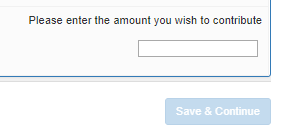 Please enter the amount you wish to contribute
Save & Continue